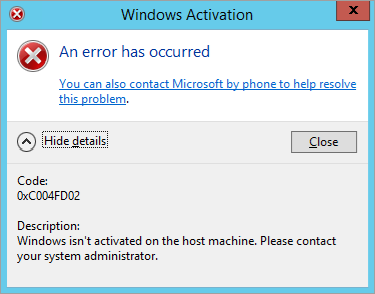 Windows Activation
An error has occurred
You can also contact Microsoft by phone to help resolve
this problem.
Hide details
Close
Code:
0xC004FD02
Description:
Windows isn't activated on the host machine. Please contact
your system administrator.